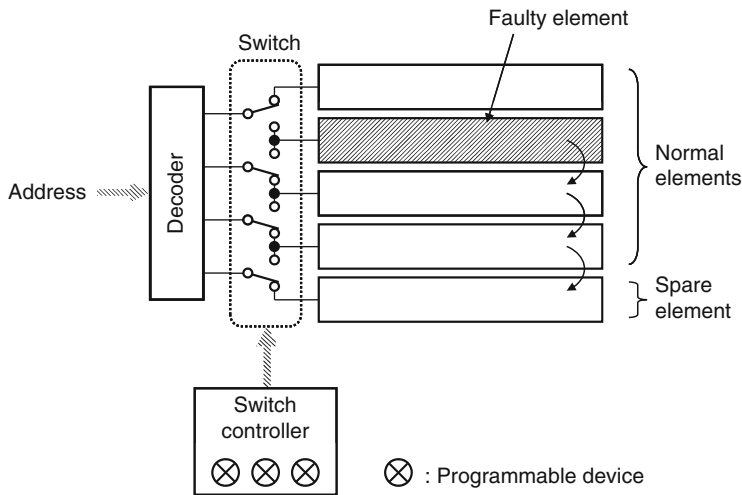 Faulty element
Switch
Decoder
Address
Normal
elements
Spare
element
Switch
controller
: Programmable device